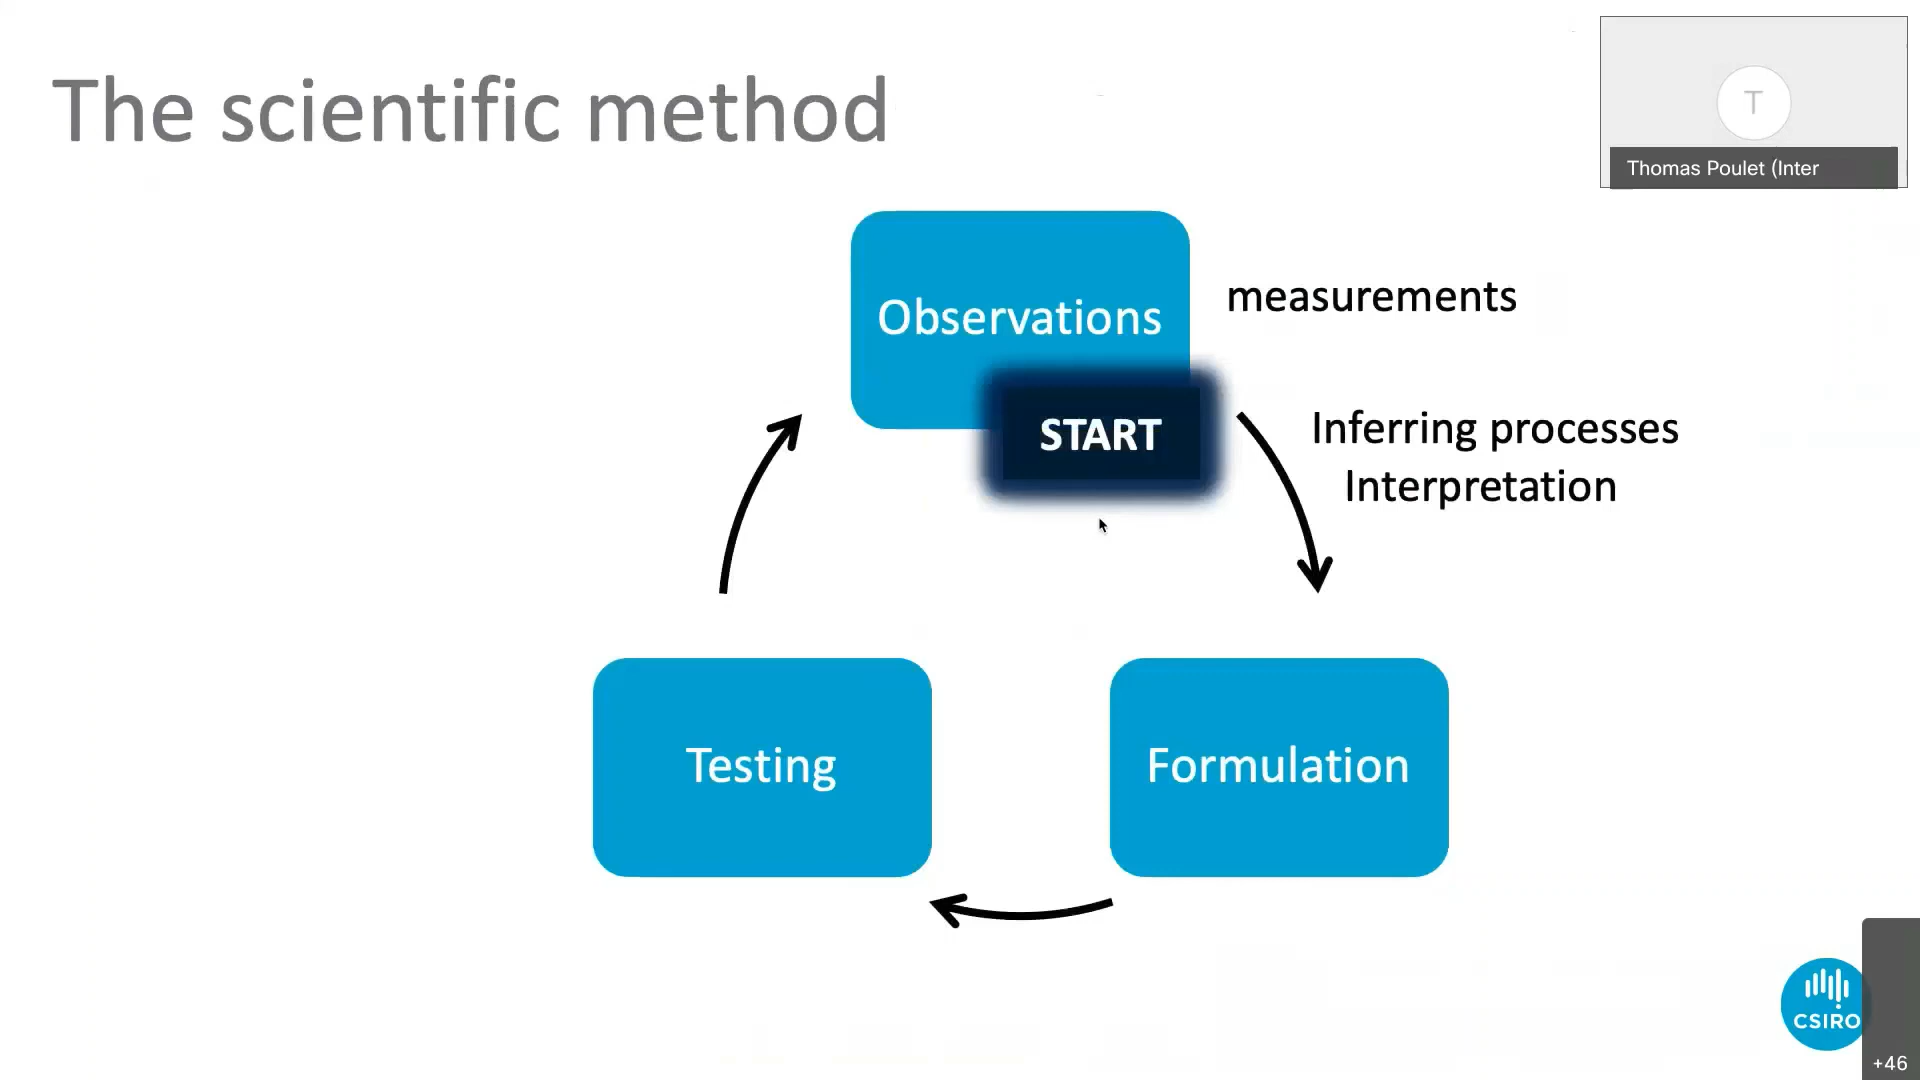 The scientific method
T
Thomas Poulet (Inter
Observations
measurements
START
Inferring processes
Interpretation
Testing
Formulation
CSIRO
+46